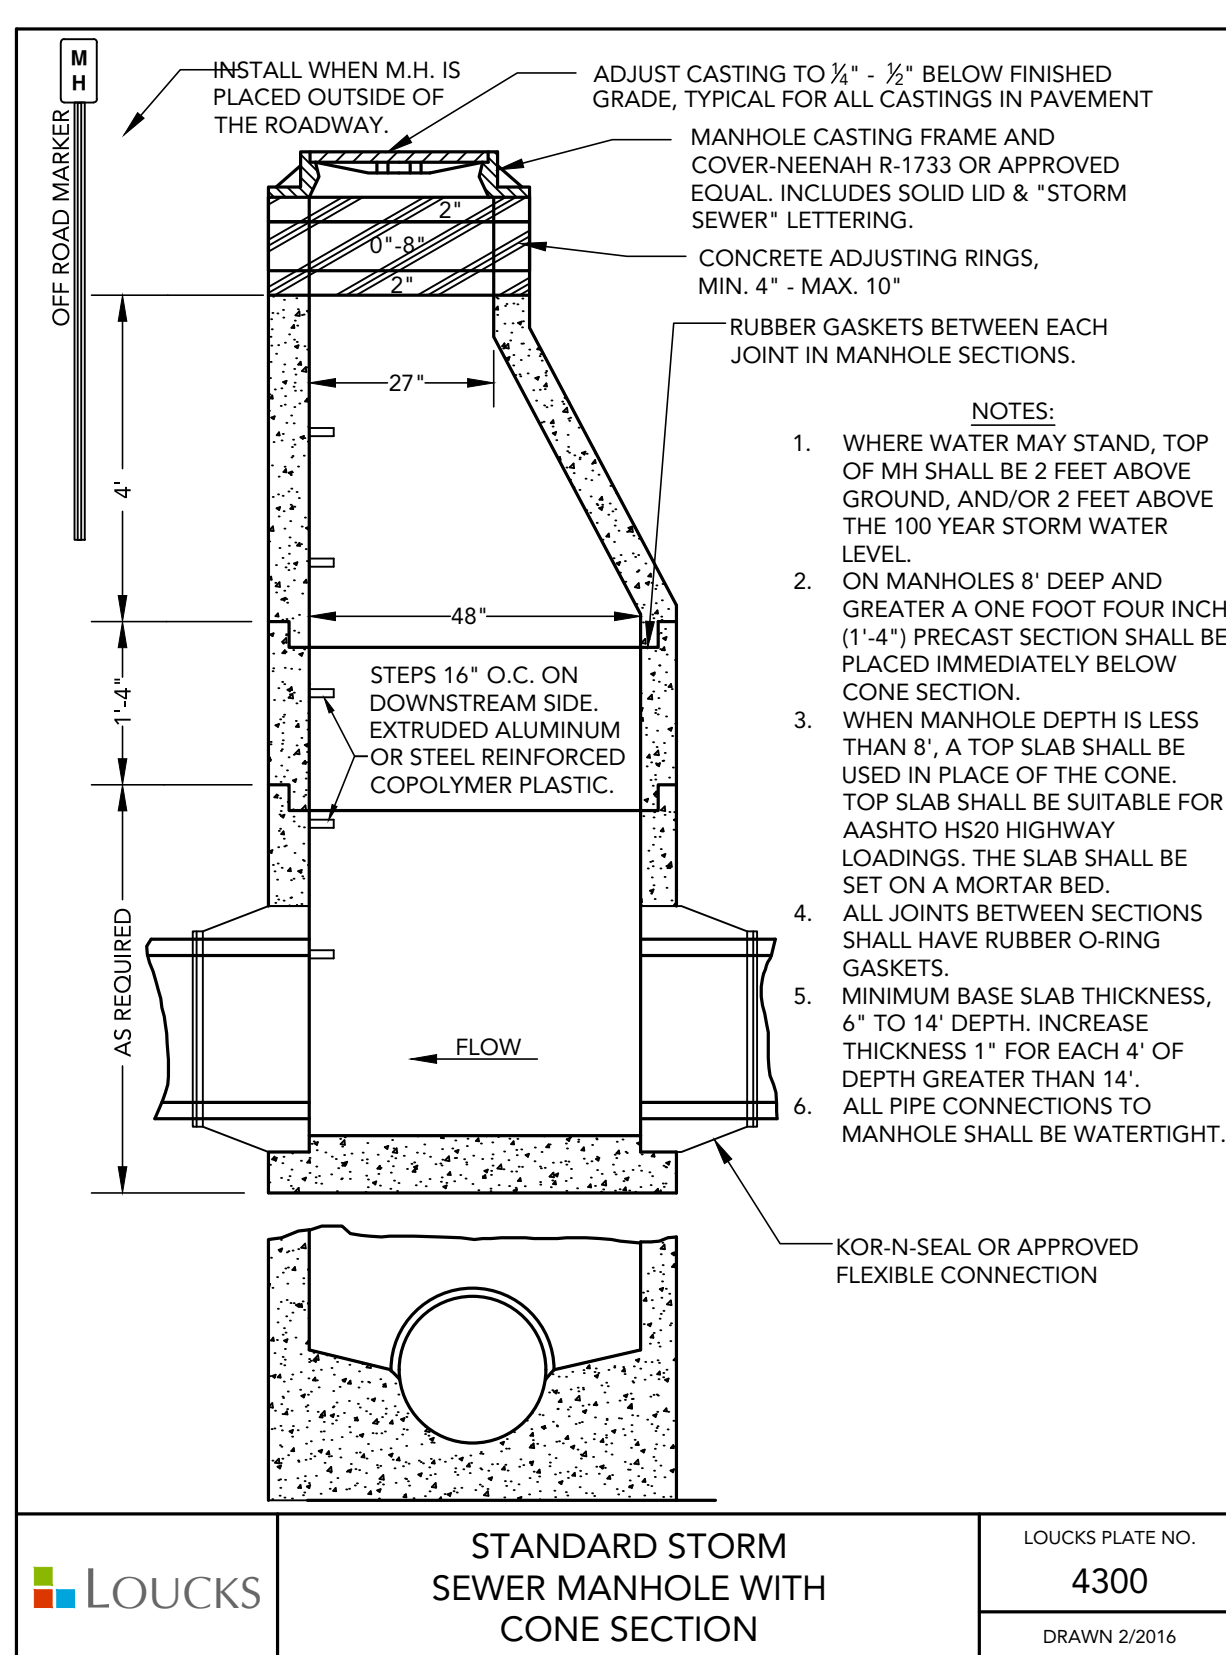 M
H
OFF ROAD MARKER
INSTALL WHEN M.H. IS
PLACED OUTSIDE OF
THE ROADWAY.
ADJUST CASTING TO ¼" - ½" BELOW FINISHED
GRADE, TYPICAL FOR ALL CASTINGS IN PAVEMENT
MANHOLE CASTING FRAME AND
COVER-NEENAH R-1733 OR APPROVED
EQUAL. INCLUDES SOLID LID & "STORM
SEWER" LETTERING.
2"
0"-8"
2"
CONCRETE ADJUSTING RINGS,
MIN. 4" - MAX. 10"
RUBBER GASKETS BETWEEN EACH
JOINT IN MANHOLE SECTIONS.
27"
4'
48"
1'-4"
STEPS 16" O.C. ON
DOWNSTREAM SIDE.
EXTRUDED ALUMINUM
OR STEEL REINFORCED
COPOLYMER PLASTIC.
AS REQUIRED
FLOW
NOTES:
1. WHERE WATER MAY STAND, TOP
OF MH SHALL BE 2 FEET ABOVE
GROUND, AND/OR 2 FEET ABOVE
THE 100 YEAR STORM WATER
LEVEL.
2. ON MANHOLES 8' DEEP AND
GREATER A ONE FOOT FOUR INCH
(1'-4") PRECAST SECTION SHALL BE
PLACED IMMEDIATELY BELOW
CONE SECTION.
3. WHEN MANHOLE DEPTH IS LESS
THAN 8', A TOP SLAB SHALL BE
USED IN PLACE OF THE CONE.
TOP SLAB SHALL BE SUITABLE FOR
AASHTO HS20 HIGHWAY
LOADINGS. THE SLAB SHALL BE
SET ON A MORTAR BED.
4. ALL JOINTS BETWEEN SECTIONS
SHALL HAVE RUBBER O-RING
GASKETS.
5. MINIMUM BASE SLAB THICKNESS,
6" TO 14' DEPTH. INCREASE
THICKNESS 1" FOR EACH 4' OF
DEPTH GREATER THAN 14'.
6. ALL PIPE CONNECTIONS TO
MANHOLE SHALL BE WATERTIGHT.
KOR-N-SEAL OR APPROVED
FLEXIBLE CONNECTION
LOUCKS
STANDARD STORM
SEWER MANHOLE WITH
CONE SECTION
LOUCKS PLATE NO.
4300
DRAWN 2/2016